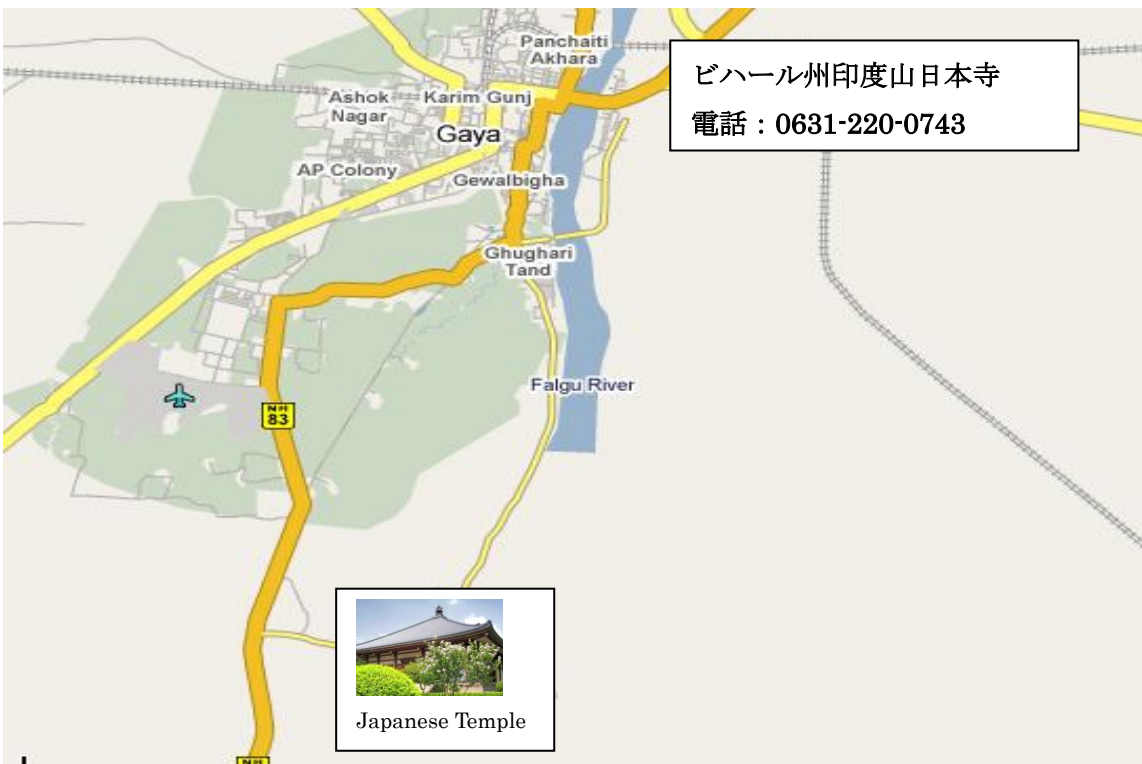 Panchaiti
Akhara
ビハール州印度山日本寺
電話：0631-220-0743
Ashok
Nagar
Karim Gunj
Gaya
AP Colony
Gewalbigha
Ghughari
Tand
Falgu River
NH
83
Japanese Temple
NH